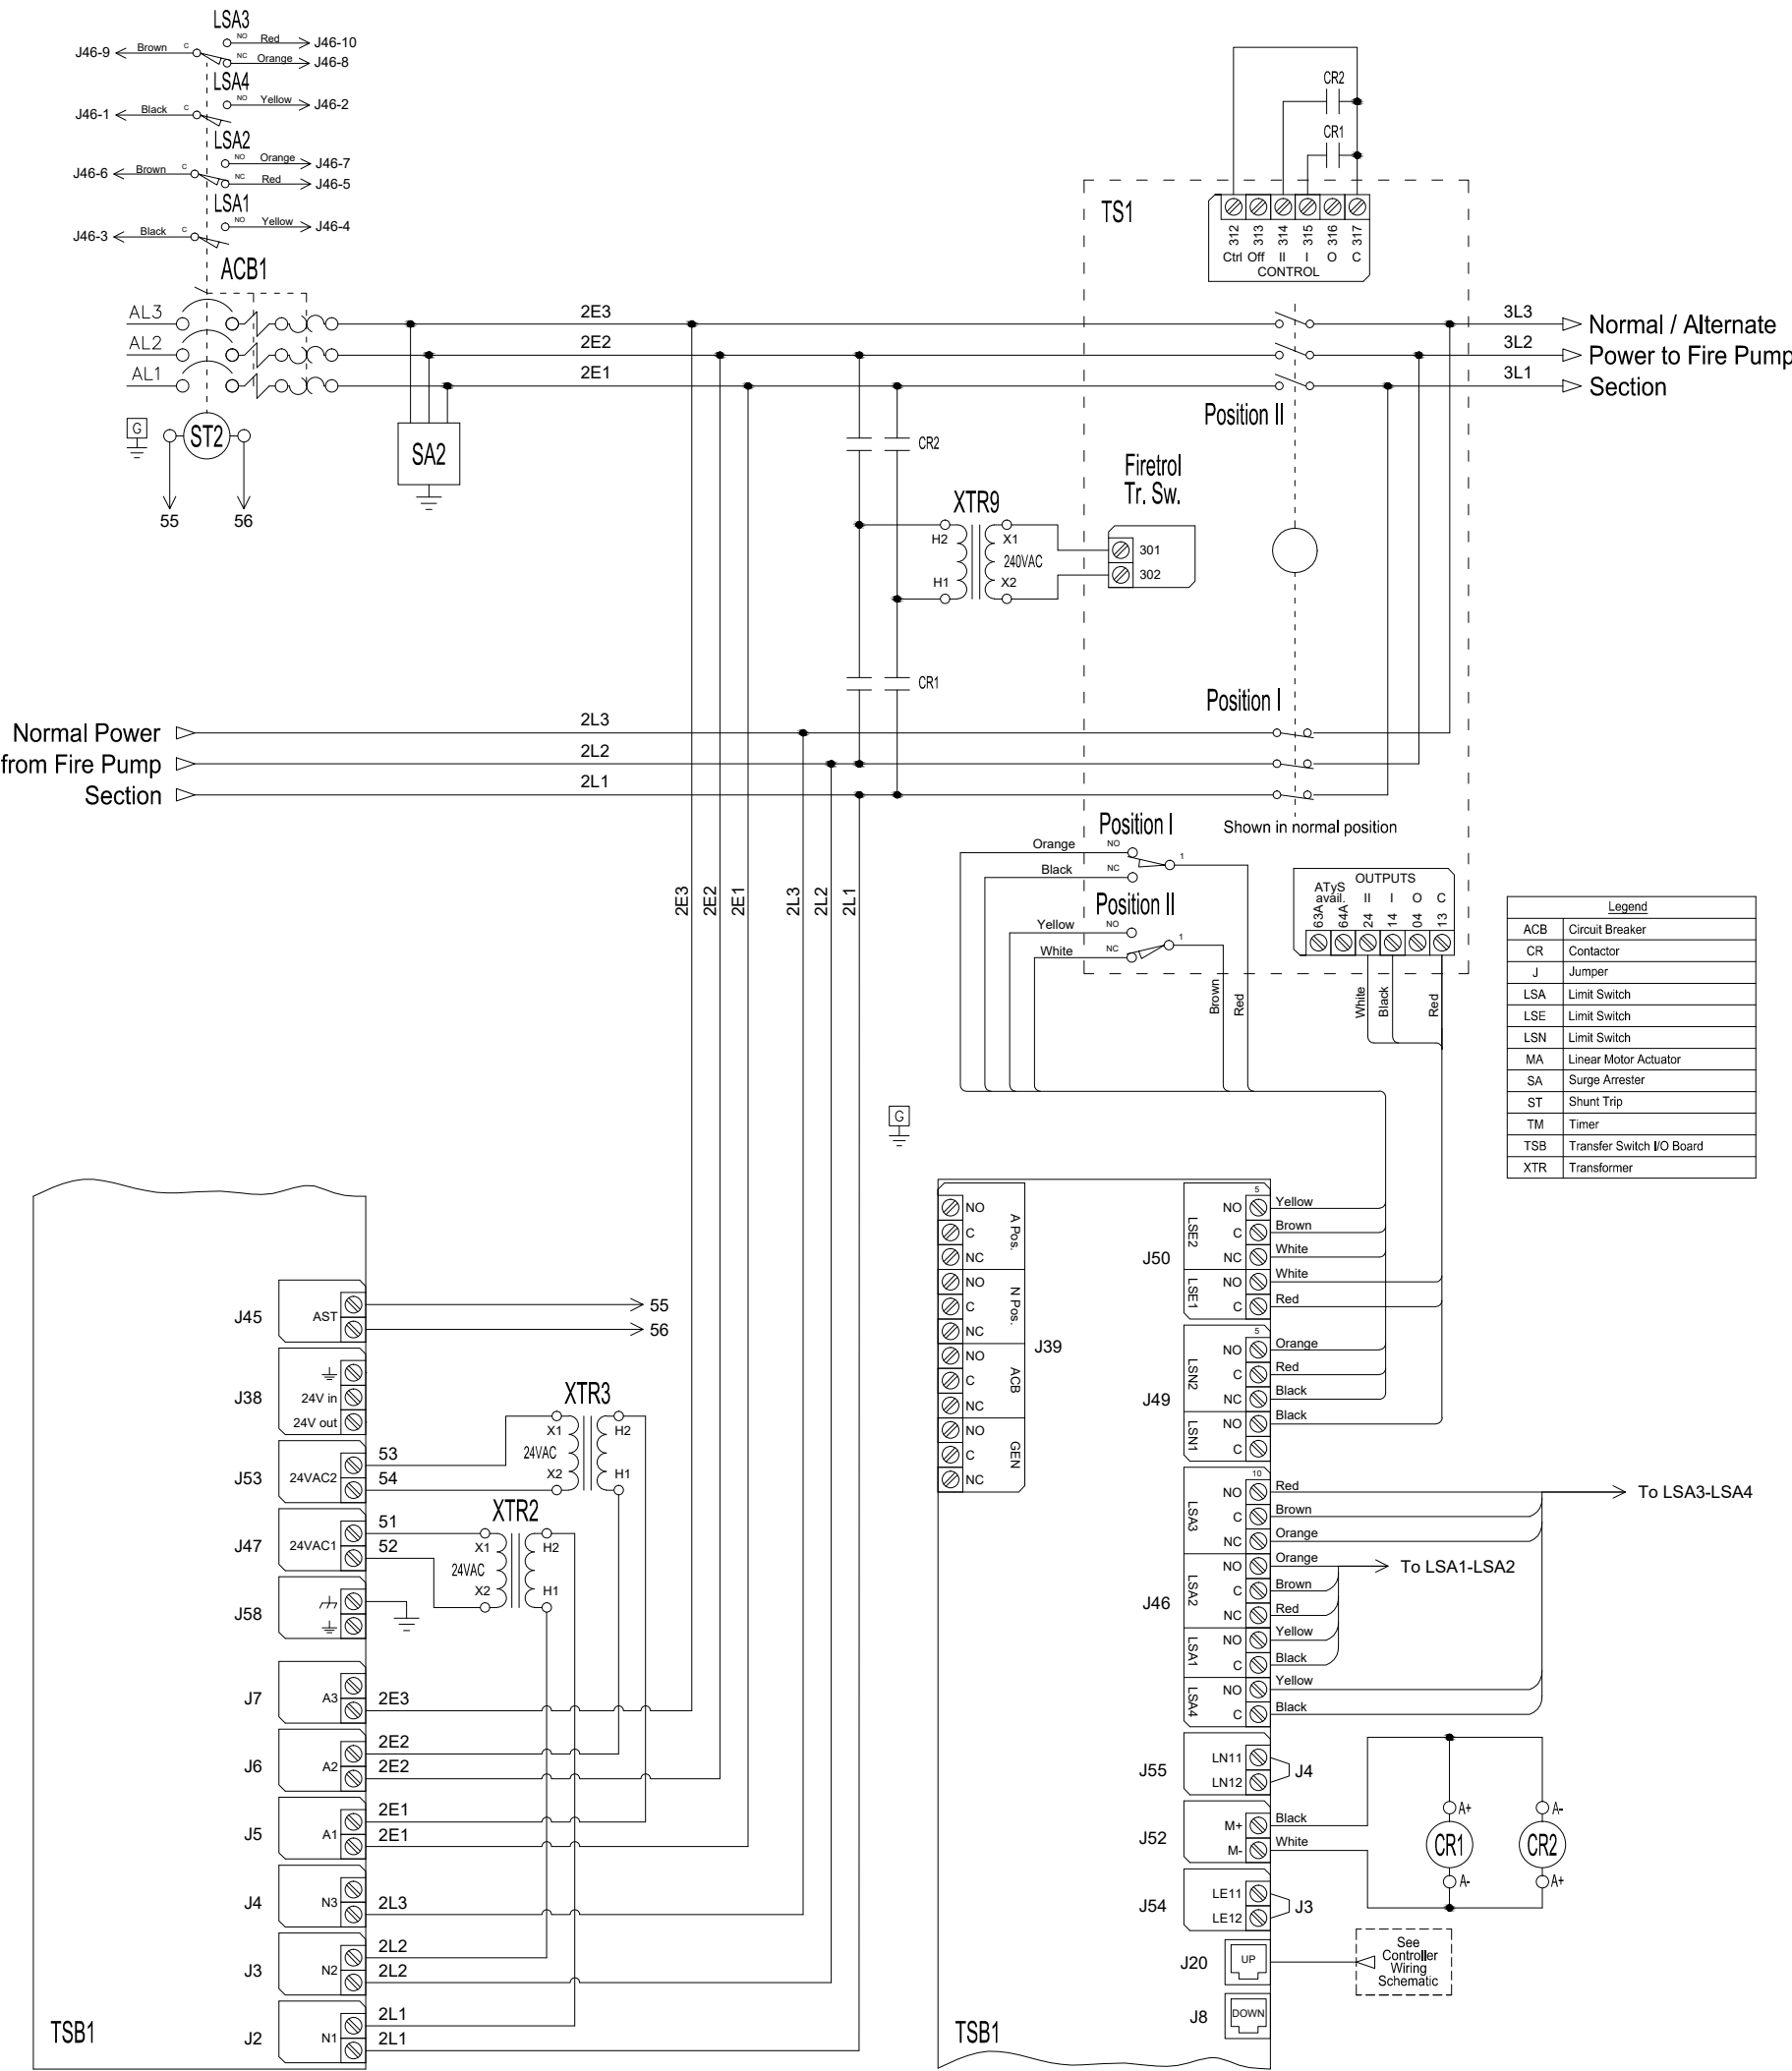 LSA3
J46-9 Brown C NO Red J46-10
NC Orange J46-8
LSA4
J46-1 Black C NO Yellow J46-2
LSA2
J46-6 Brown C NO Orange J46-7
NC Red J46-5
LSA1
J46-3 Black C NO Yellow J46-4
ACB1
AL3
AL2
AL1
2E3
2E2
2E1
G
ST2
55
56
SA2
CR2
CR1
TS1
312 313 314 315 316 317
Ctrl Off II I O C
CONTROL
3L3
3L2
3L1
Normal / Alternate
Power to Fire Pump
Section
Position II
CR2
XTR9
H2
H1
X1
240VAC
X2
Firetrol
Tr. Sw.
301
302
CR1
Position I
Normal Power
from Fire Pump
Section
2L3
2L2
2L1
Shown in normal position
2E3
2E2
2E1
2L3
2L2
2L1
Position I
Orange NO
Black NC
1
Position II
Yellow NO
White NC
1
Brown
Red
OUTPUTS
ATyS
avail. II I O C
63A 64A 24 14 04 13
White
Black
Red
Legend
ACB Circuit Breaker
CR Contactor
J Jumper
LSA Limit Switch
LSE Limit Switch
LSN Limit Switch
MA Linear Motor Actuator
SA Surge Arrester
ST Shunt Trip
TM Timer
TSB Transfer Switch I/O Board
XTR Transformer
G
J45 AST
55
56
J38
24V in
24V out
J53 24VAC2
53
54
J47 24VAC1
51
52
J58
XTR3
X1
24VAC
X2
H2
H1
XTR2
X1
24VAC
X2
H2
H1
J7 A3
2E3
J6 A2
2E2
2E2
J5 A1
2E1
2E1
J4 N3
2L3
J3 N2
2L2
2L2
J2 N1
2L1
2L1
TSB1
NO
C
NC
A Pos.
NO
C
NC
N Pos.
NO
C
NC
ACB
NO
C
NC
GEN
J39
J50
5
LSE2
NO Yellow
C Brown
NC White
LSE1
NO White
C Red
J49
5
LSN2
NO Orange
C Red
NC Black
LSN1
NO Black
C
J46
10
LSA3
NO Red
C Brown
NC Orange
To LSA3-LSA4
LSA2
NO Orange
C Brown
NC Red
To LSA1-LSA2
LSA1
NO Yellow
C Black
LSA4
NO Yellow
C Black
J55
LN11
LN12
J4
J52
M+ Black
M- White
A+
CR1
A-
A-
CR2
A+
J54
LE11
LE12
J3
J20 UP
See
Controller
Wiring
Schematic
J8 DOWN
TSB1